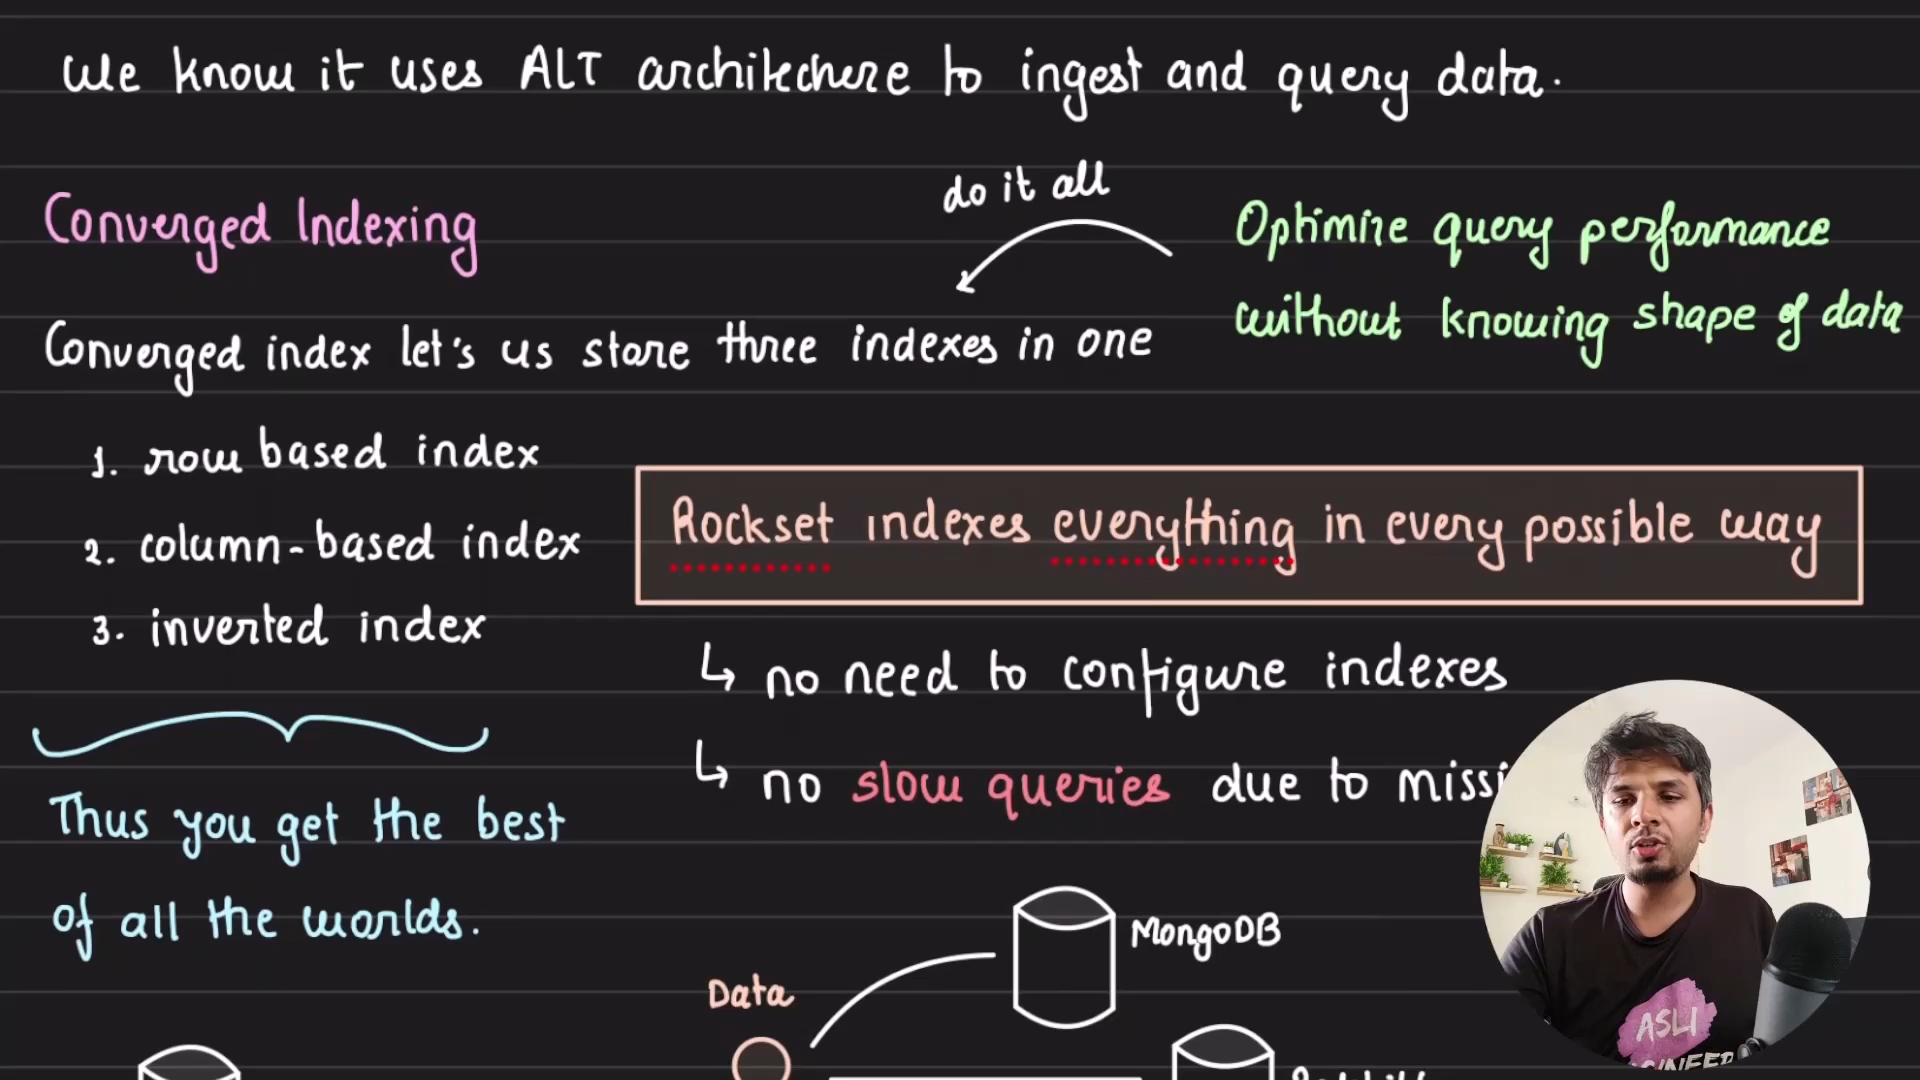 We know it uses ALT architecture to ingest and query data.
do it all
Converged Indexing
Optimize query performance
without knowing shape of data
Converged index let's us store three indexes in one
1. row based index
2. column-based index
3. inverted index
Rockset indexes everything in every possible way
↳ no need to configure indexes
↳ no slow queries due to missi
Thus you get the best
of all the worlds.
MongoDB
Data
ASLI